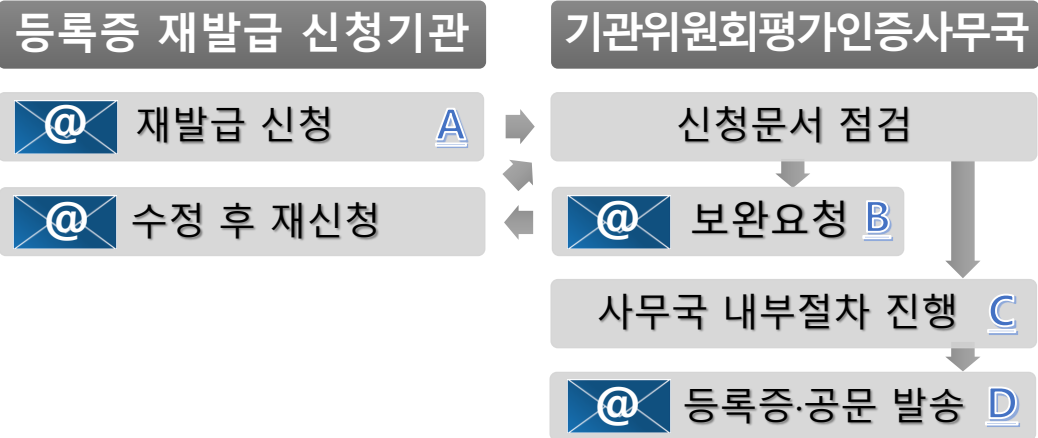 등록증 재발급 신청기관
기관위원회평가인증사무국
@ 재발급 신청 A
신청문서 점검
@ 수정 후 재신청
@ 보완요청 B
사무국 내부절차 진행 C
@ 등록증·공문 발송 D